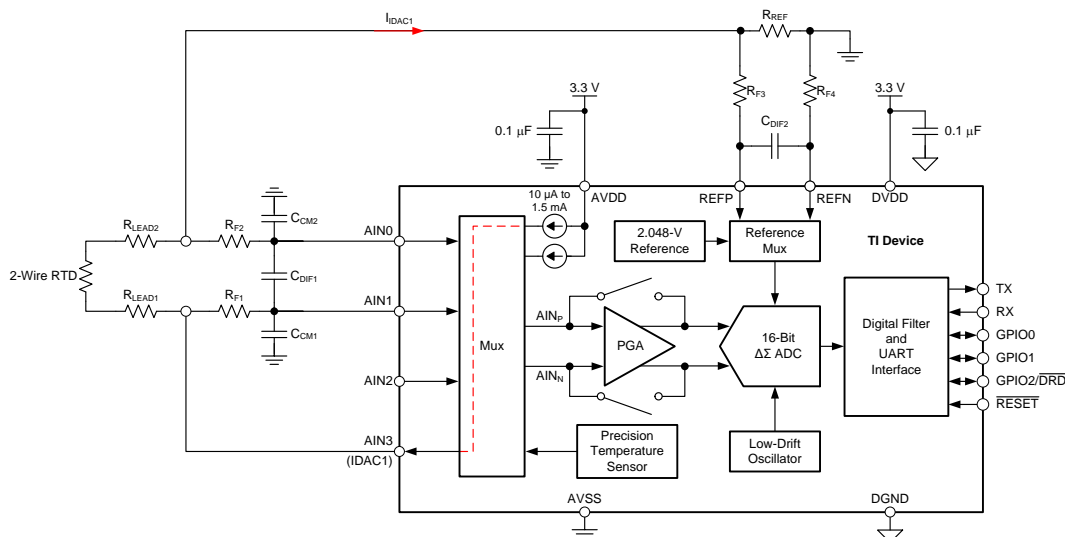 IIDAC1
RREF
3.3 V
RF3
RF4
3.3 V
0.1 μF
CDIF2
0.1 μF
10 μA to
1.5 mA
AVDD
REFP
REFN
DVDD
RLEAD2
RF2
CCM2
AIN0
2.048-V
Reference
Reference
Mux
TI Device
2-Wire RTD
CDIF1
RLEAD1
RF1
AIN1
CCM1
Mux
AINP
AINN
PGA
16-Bit
ΔΣ ADC
Digital Filter
and
UART
Interface
TX
RX
GPIO0
GPIO1
GPIO2/DRD
RESET
AIN2
AIN3
(IDAC1)
Precision
Temperature
Sensor
Low-Drift
Oscillator
AVSS
DGND